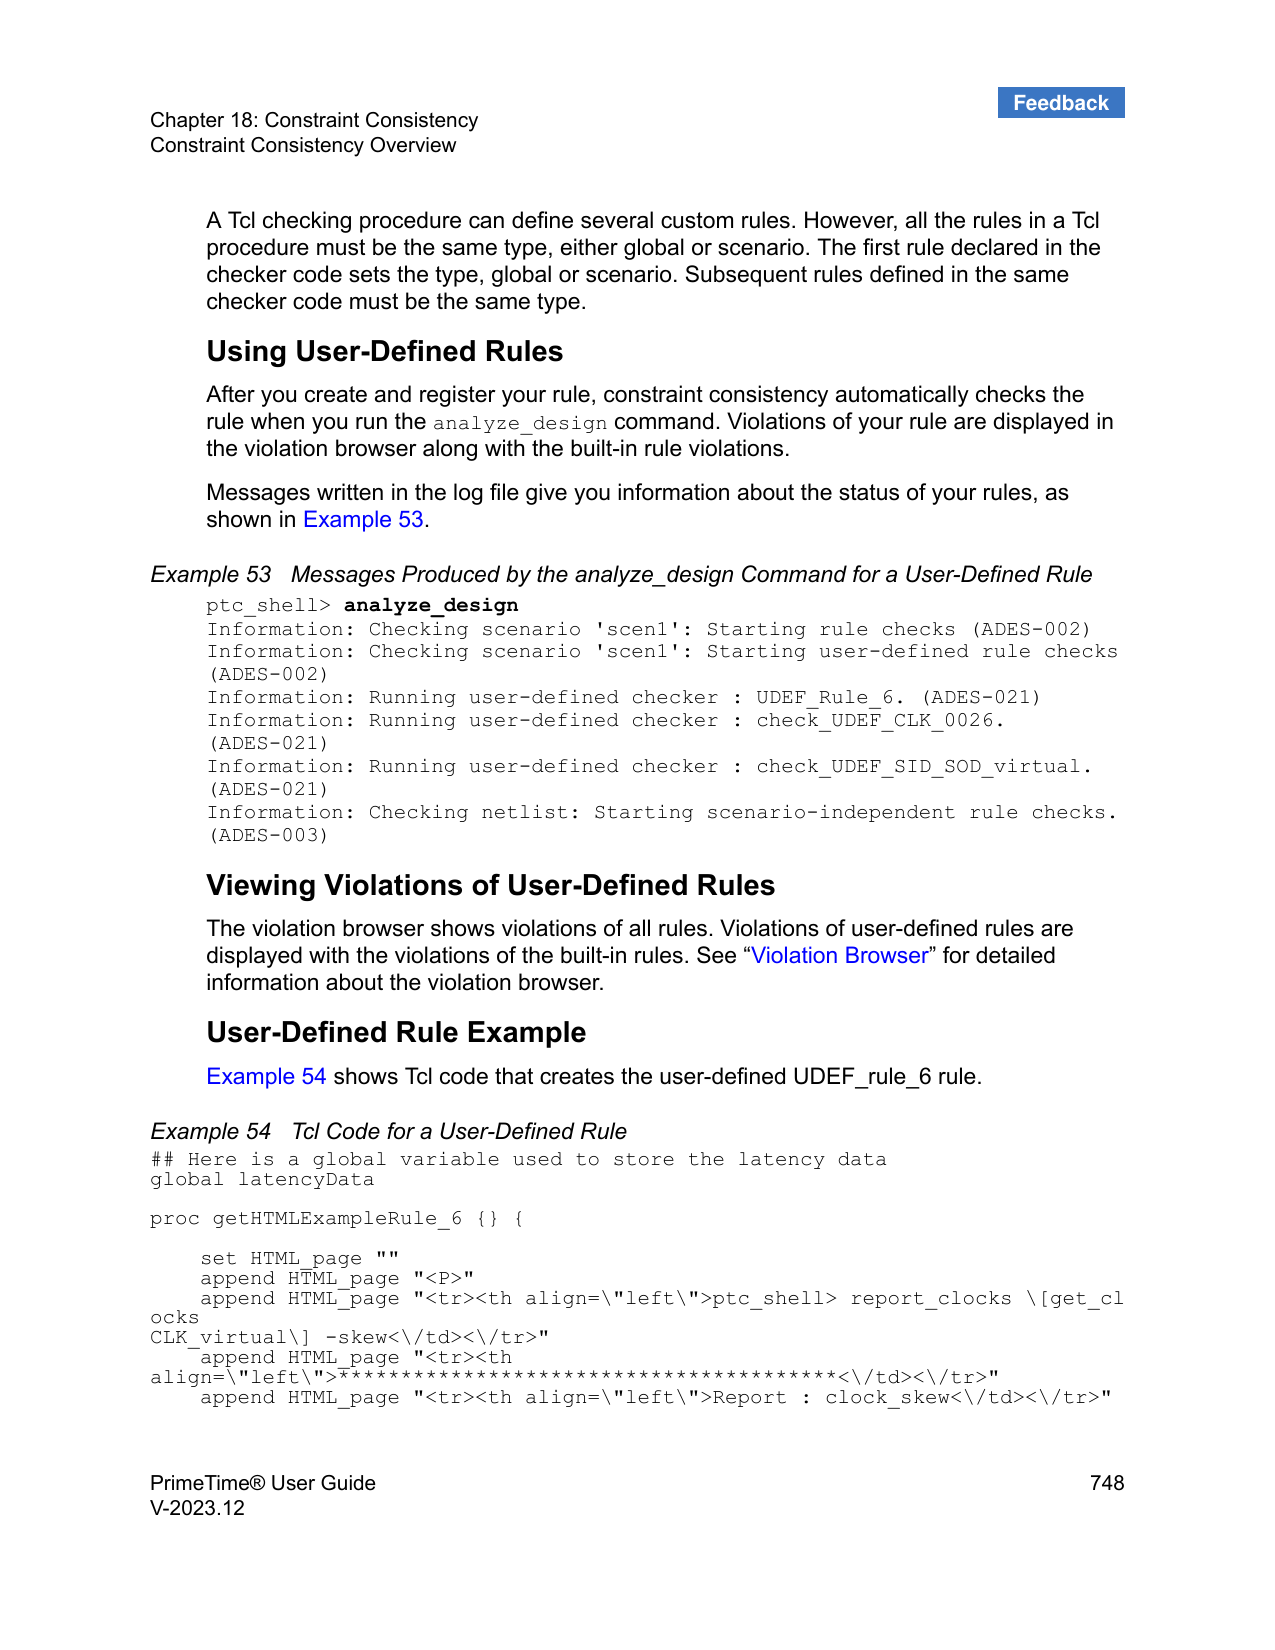 Feedback
Chapter 18: Constraint Consistency
Constraint Consistency Overview
A Tcl checking procedure can define several custom rules. However, all the rules in a Tcl
procedure must be the same type, either global or scenario. The first rule declared in the
checker code sets the type, global or scenario. Subsequent rules defined in the same
checker code must be the same type.
Using User-Defined Rules
After you create and register your rule, constraint consistency automatically checks the
rule when you run the analyze_design command. Violations of your rule are displayed in
the violation browser along with the built-in rule violations.
Messages written in the log file give you information about the status of your rules, as
shown in Example 53.
Example 53   Messages Produced by the analyze_design Command for a User-Defined Rule
ptc_shell> analyze_design
Information: Checking scenario 'scen1': Starting rule checks (ADES-002)
Information: Checking scenario 'scen1': Starting user-defined rule checks
(ADES-002)
Information: Running user-defined checker : UDEF_Rule_6. (ADES-021)
Information: Running user-defined checker : check_UDEF_CLK_0026.
(ADES-021)
Information: Running user-defined checker : check_UDEF_SID_SOD_virtual.
(ADES-021)
Information: Checking netlist: Starting scenario-independent rule checks.
(ADES-003)
Viewing Violations of User-Defined Rules
The violation browser shows violations of all rules. Violations of user-defined rules are
displayed with the violations of the built-in rules. See “Violation Browser” for detailed
information about the violation browser.
User-Defined Rule Example
Example 54 shows Tcl code that creates the user-defined UDEF_rule_6 rule.
Example 54   Tcl Code for a User-Defined Rule
## Here is a global variable used to store the latency data
global latencyData
proc getHTMLExampleRule_6 {} {
    set HTML_page ""
    append HTML_page "<P>"
    append HTML_page "<tr><th align=\"left\">ptc_shell> report_clocks \[get_cl
ocks
CLK_virtual\] -skew<\/td><\/tr>"
    append HTML_page "<tr><th
align=\"left\">****************************************<\/td><\/tr>"
    append HTML_page "<tr><th align=\"left\">Report : clock_skew<\/td><\/tr>"
PrimeTime® User Guide
V-2023.12
748